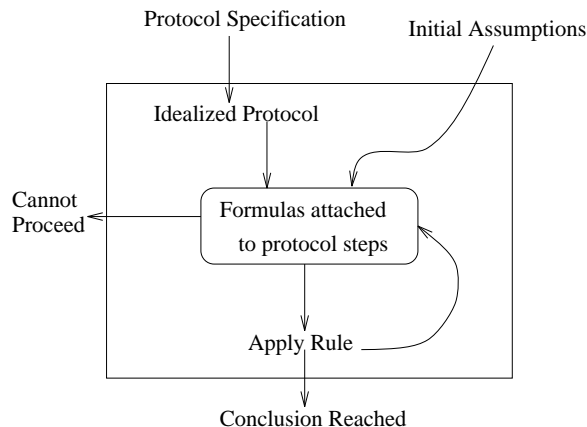 Protocol Specification
Initial Assumptions
Idealized Protocol
Cannot
Proceed
Formulas attached
to protocol steps
Apply Rule
Conclusion Reached